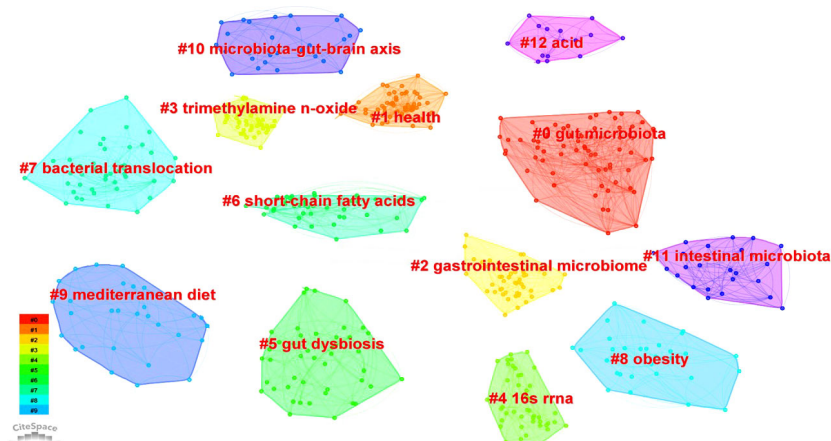 #10 microbiota-gut-brain axis
#12 acid
#3 trimethylamine n-oxide
#1 health
#0 gut microbiota
#7 bacterial translocation
#6 short-chain fatty acids
#2 gastrointestinal microbiome
#11 intestinal microbiota
#9 mediterranean diet
#5 gut dysbiosis
#8 obesity
#4 16s rrna
#0
#1
#2
#3
#4
#5
#6
#7
#8
#9
CiteSpace